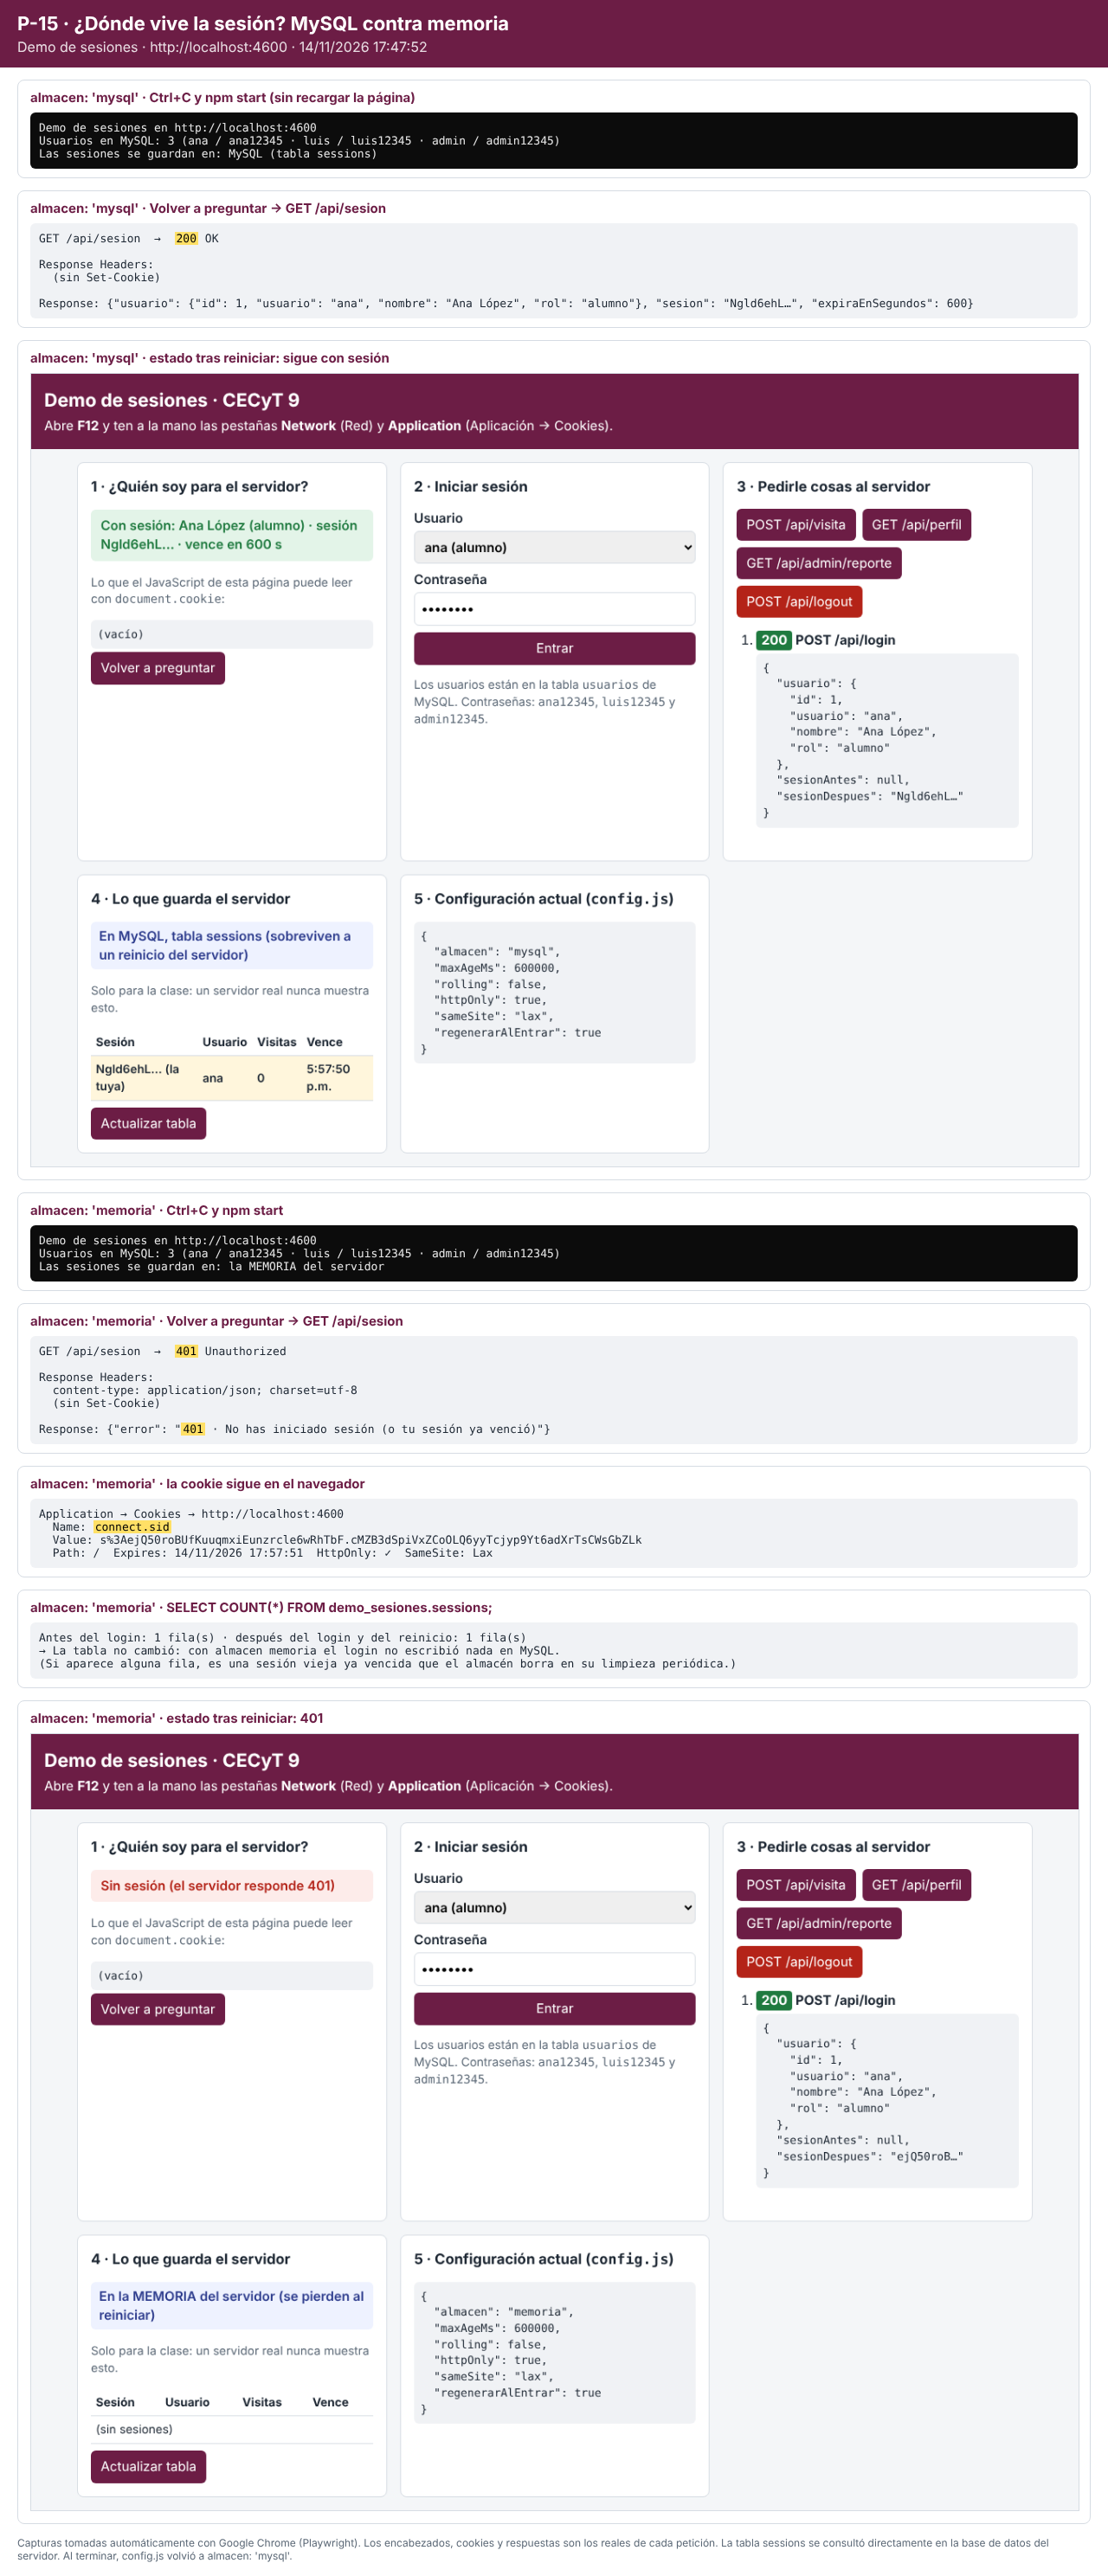 P-15 · ¿Dónde vive la sesión? MySQL contra memoria
Demo de sesiones · http://localhost:4600 · 14/11/2026 17:47:52
almacen: 'mysql' · Ctrl+C y npm start (sin recargar la página)
Demo de sesiones en http://localhost:4600
Usuarios en MySQL: 3 (ana / ana12345 · luis / luis12345 · admin / admin12345)
Las sesiones se guardan en: MySQL (tabla sessions)
almacen: 'mysql' · Volver a preguntar → GET /api/sesion
GET /api/sesion  →  200 OK
Response Headers:
(sin Set-Cookie)
Response: {"usuario": {"id": 1, "usuario": "ana", "nombre": "Ana López", "rol": "alumno"}, "sesion": "Ngld6ehL…", "expiraEnSegundos": 600}
almacen: 'mysql' · estado tras reiniciar: sigue con sesión
Demo de sesiones · CECyT 9
Abre F12 y ten a la mano las pestañas Network (Red) y Application (Aplicación → Cookies).
1 · ¿Quién soy para el servidor?
Con sesión: Ana López (alumno) · sesión
Ngld6ehL… · vence en 600 s
Lo que el JavaScript de esta página puede leer
con document.cookie:
(vacío)
Volver a preguntar
2 · Iniciar sesión
Usuario
ana (alumno)
Contraseña
••••••••
Entrar
Los usuarios están en la tabla usuarios de
MySQL. Contraseñas: ana12345, luis12345 y
admin12345.
3 · Pedirle cosas al servidor
POST /api/visita
GET /api/perfil
GET /api/admin/reporte
POST /api/logout
1. 200 POST /api/login
{
"usuario": {
"id": 1,
"usuario": "ana",
"nombre": "Ana López",
"rol": "alumno"
},
"sesionAntes": null,
"sesionDespues": "Ngld6ehL…"
}
4 · Lo que guarda el servidor
En MySQL, tabla sessions (sobreviven a
un reinicio del servidor)
Solo para la clase: un servidor real nunca muestra
esto.
Sesión Usuario Visitas Vence
Ngld6ehL… (la tuya) ana 0 5:57:50 p.m.
Actualizar tabla
5 · Configuración actual (config.js)
{
"almacen": "mysql",
"maxAgeMs": 600000,
"rolling": false,
"httpOnly": true,
"sameSite": "lax",
"regenerarAlEntrar": true
}
almacen: 'memoria' · Ctrl+C y npm start
Demo de sesiones en http://localhost:4600
Usuarios en MySQL: 3 (ana / ana12345 · luis / luis12345 · admin / admin12345)
Las sesiones se guardan en: la MEMORIA del servidor
almacen: 'memoria' · Volver a preguntar → GET /api/sesion
GET /api/sesion  →  401 Unauthorized
Response Headers:
content-type: application/json; charset=utf-8
(sin Set-Cookie)
Response: {"error": "401 · No has iniciado sesión (o tu sesión ya venció)"}
almacen: 'memoria' · la cookie sigue en el navegador
Application → Cookies → http://localhost:4600
Name: connect.sid
Value: s%3AejQ50roBUfKuuqmxiEunzrcle6wRhTbF.cMZB3dSpiVxZCoOLQ6yyTcjyp9Yt6adXrTsCWsGbZLk
Path: /  Expires: 14/11/2026 17:57:51  HttpOnly: ✓  SameSite: Lax
almacen: 'memoria' · SELECT COUNT(*) FROM demo_sesiones.sessions;
Antes del login: 1 fila(s) · después del login y del reinicio: 1 fila(s)
→ La tabla no cambió: con almacen memoria el login no escribió nada en MySQL.
(Si aparece alguna fila, es una sesión vieja ya vencida que el almacén borra en su limpieza periódica.)
almacen: 'memoria' · estado tras reiniciar: 401
Demo de sesiones · CECyT 9
Abre F12 y ten a la mano las pestañas Network (Red) y Application (Aplicación → Cookies).
1 · ¿Quién soy para el servidor?
Sin sesión (el servidor responde 401)
Lo que el JavaScript de esta página puede leer
con document.cookie:
(vacío)
Volver a preguntar
2 · Iniciar sesión
Usuario
ana (alumno)
Contraseña
••••••••
Entrar
Los usuarios están en la tabla usuarios de
MySQL. Contraseñas: ana12345, luis12345 y
admin12345.
3 · Pedirle cosas al servidor
POST /api/visita
GET /api/perfil
GET /api/admin/reporte
POST /api/logout
1. 200 POST /api/login
{
"usuario": {
"id": 1,
"usuario": "ana",
"nombre": "Ana López",
"rol": "alumno"
},
"sesionAntes": null,
"sesionDespues": "ejQ50roB…"
}
4 · Lo que guarda el servidor
En la MEMORIA del servidor (se pierden al
reiniciar)
Solo para la clase: un servidor real nunca muestra
esto.
Sesión Usuario Visitas Vence
(sin sesiones)
Actualizar tabla
5 · Configuración actual (config.js)
{
"almacen": "memoria",
"maxAgeMs": 600000,
"rolling": false,
"httpOnly": true,
"sameSite": "lax",
"regenerarAlEntrar": true
}
Capturas tomadas automáticamente con Google Chrome (Playwright). Los encabezados, cookies y respuestas son los reales de cada petición. La tabla sessions se consultó directamente en la base de datos del
servidor. Al terminar, config.js volvió a almacen: 'mysql'.